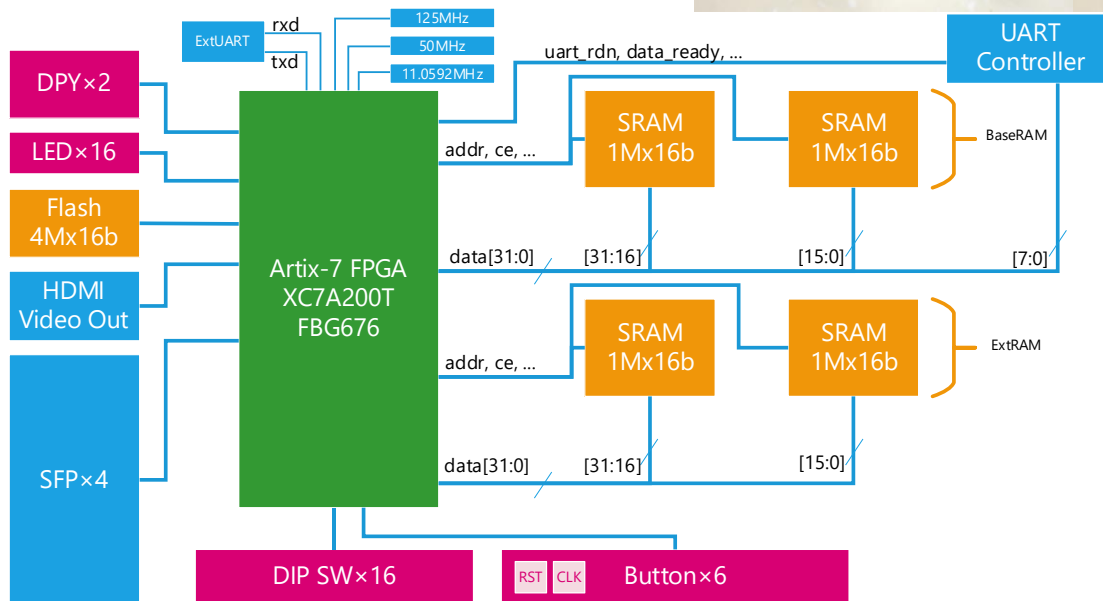 rxd
ExtUART
txd
125MHz
50MHz
11.0592MHz
UART
Controller
uart_rdn, data_ready, ...
DPY×2
LED×16
Flash
4Mx16b
HDMI
Video Out
SFP×4
Artix-7 FPGA
XC7A200T
FBG676
addr, ce, ...
SRAM
1Mx16b
SRAM
1Mx16b
BaseRAM
data[31:0]
[31:16]
[15:0]
[7:0]
SRAM
1Mx16b
SRAM
1Mx16b
ExtRAM
addr, ce, ...
data[31:0]
[31:16]
[15:0]
DIP SW×16
RST
CLK
Button×6